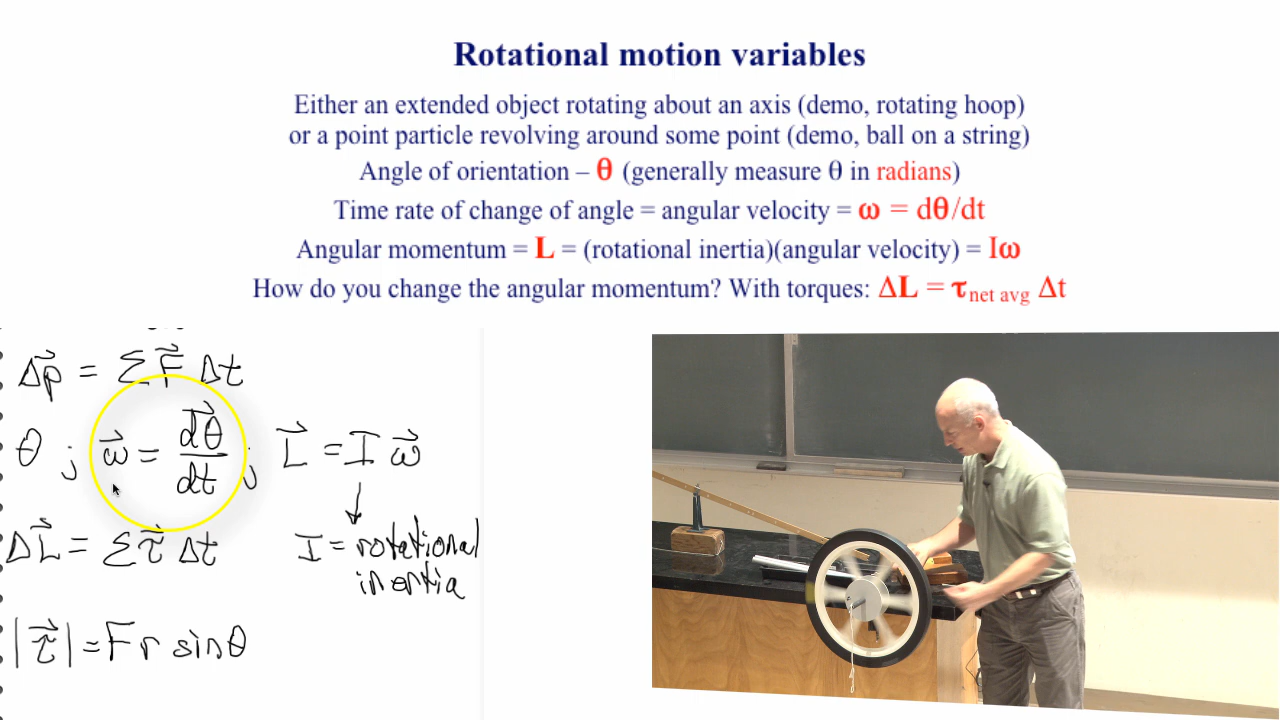 Rotational motion variables
Either an extended object rotating about an axis (demo, rotating hoop)
or a point particle revolving around some point (demo, ball on a string)
Angle of orientation – θ (generally measure θ in radians)
Time rate of change of angle = angular velocity = ω = dθ/dt
Angular momentum = L = (rotational inertia)(angular velocity) = Iω
How do you change the angular momentum? With torques: ΔL = τnet avg Δt
Δp⃗ = ΣF⃗ Δt
θ ; ω⃗ = dθ⃗/dt ; L⃗ = I ω⃗
ΔL⃗ = Στ⃗ Δt
I = rotational
inertia
|τ⃗| = F r sinθ